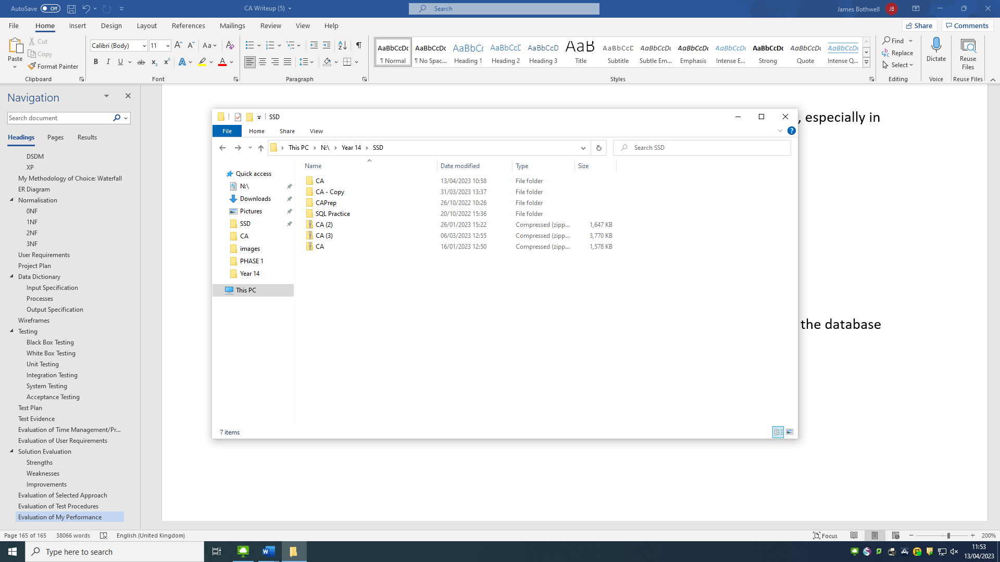 AutoSave Off CA Writeup (5) Search James Bothwell JB
File Home Insert Design Layout References Mailings Review View Help Share Comments
Paste Cut Copy Format Painter Clipboard
Calibri (Body) 11 Aa B I U ab x₂ x² A A Font
Paragraph
AaBbCcDc AaBbCcDc AaBbCc AaBbCcD AaBbCcD AaB AaBbCcD AaBbCcDc AaBbCcDc AaBbCcDc AaBbCcDc AaBbCcDc AaBbCcDc
¶ Normal ¶ No Spac... Heading 1 Heading 2 Heading 3 Title Subtitle Subtle Em... Emphasis Intense E... Strong Quote Intense Q...
Styles
Find Replace Select Editing
Dictate Voice
Reuse Files Reuse Files
Navigation
Search document
Headings Pages Results
DSDM
XP
My Methodology of Choice: Waterfall
ER Diagram
Normalisation
0NF
1NF
2NF
3NF
User Requirements
Project Plan
Data Dictionary
Input Specification
Processes
Output Specification
Wireframes
Testing
Black Box Testing
White Box Testing
Unit Testing
Integration Testing
System Testing
Acceptance Testing
Test Plan
Test Evidence
Evaluation of Time Management/Pr...
Evaluation of User Requirements
Solution Evaluation
Strengths
Weaknesses
Improvements
Evaluation of Selected Approach
Evaluation of Test Procedures
Evaluation of My Performance
, especially in
the database
SSD
File Home Share View
This PC N:\ Year 14 SSD Search SSD
Quick access
N:\
Downloads
Pictures
SSD
CA
images
PHASE 1
Year 14
This PC
Name Date modified Type Size
CA 13/04/2023 10:58 File folder
CA - Copy 31/03/2023 13:37 File folder
CAPrep 26/10/2022 10:26 File folder
SQL Practice 20/10/2022 15:36 File folder
CA (2) 26/01/2023 15:22 Compressed (zipp... 1,647 KB
CA (3) 06/03/2023 12:55 Compressed (zipp... 3,770 KB
CA 16/01/2023 12:50 Compressed (zipp... 1,578 KB
7 items
Page 165 of 165 38066 words English (United Kingdom) Focus 200%
Type here to search 11:53
13/04/2023